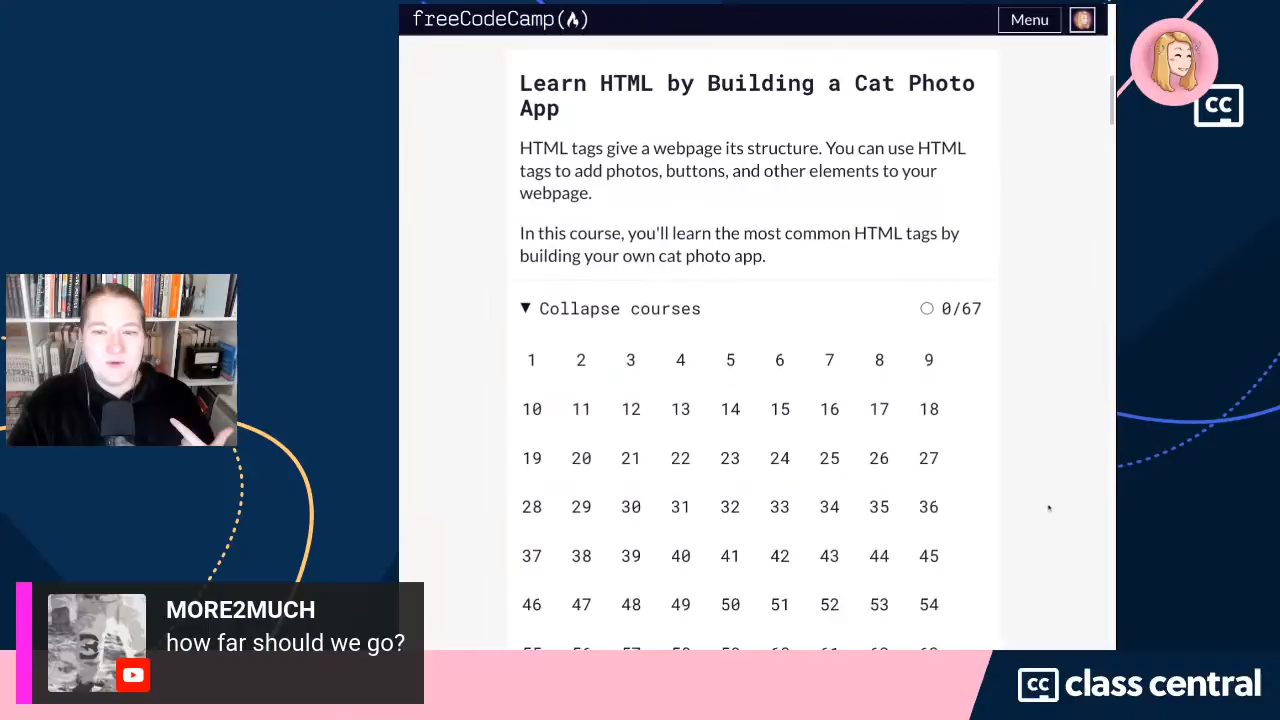 freeCodeCamp(🔥)
Menu
CC
Learn HTML by Building a Cat Photo
App
HTML tags give a webpage its structure. You can use HTML
tags to add photos, buttons, and other elements to your
webpage.
In this course, you'll learn the most common HTML tags by
building your own cat photo app.
▼ Collapse courses 0/67
1 2 3 4 5 6 7 8 9
10 11 12 13 14 15 16 17 18
19 20 21 22 23 24 25 26 27
28 29 30 31 32 33 34 35 36
37 38 39 40 41 42 43 44 45
46 47 48 49 50 51 52 53 54
MORE2MUCH
how far should we go?
CC class central